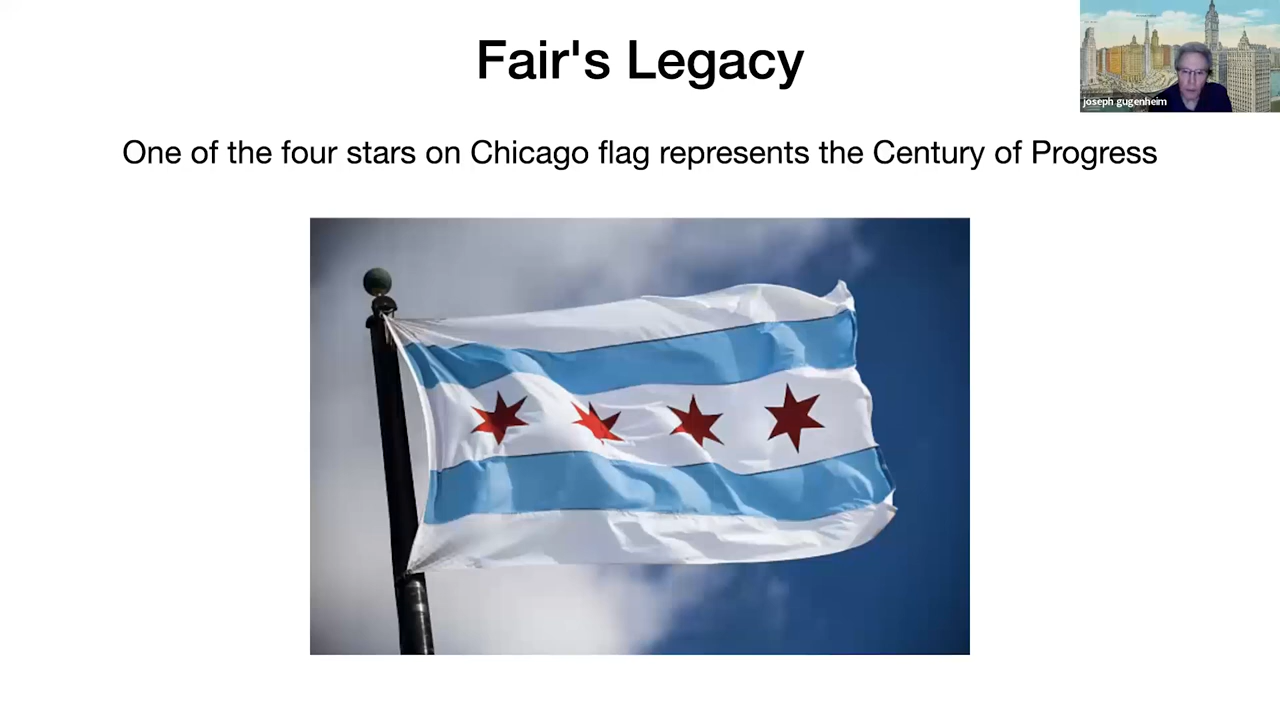 Fair's Legacy
joseph gugenheim
One of the four stars on Chicago flag represents the Century of Progress